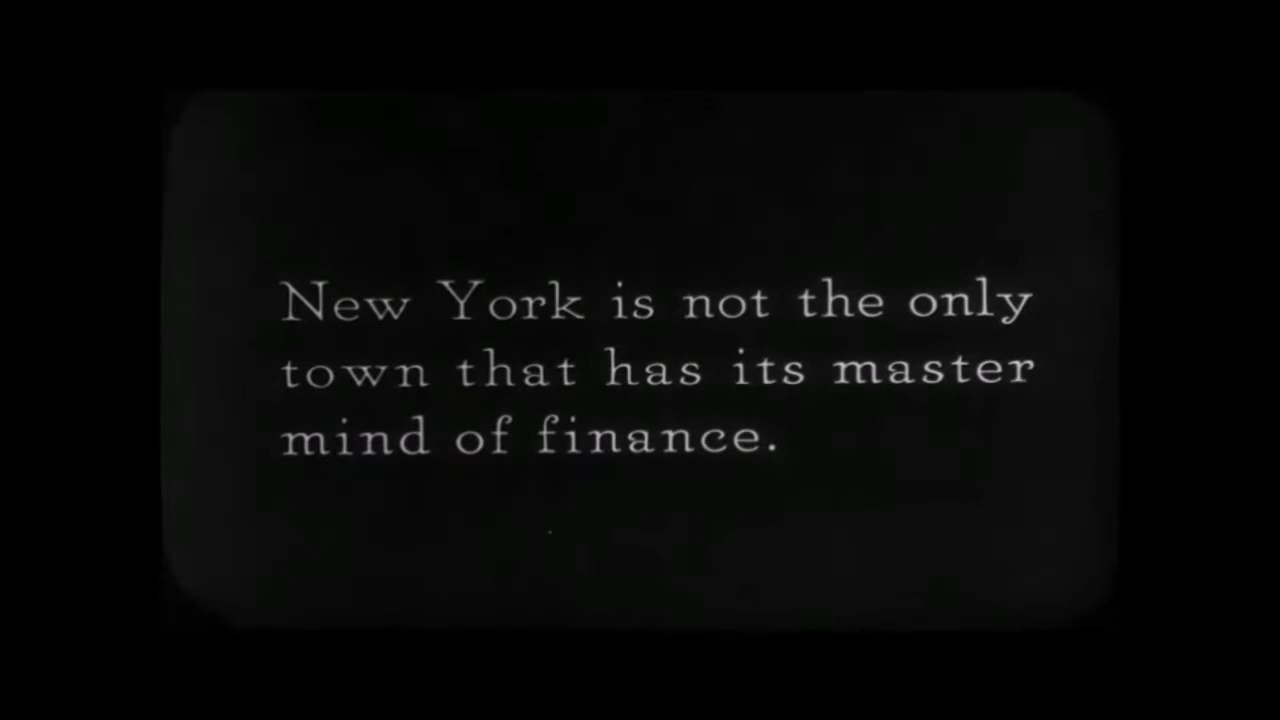 New York is not the only
town that has its master
mind of finance.